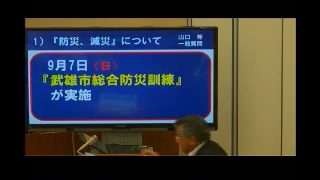 1）『防災、減災』について
山口 等
一般質問
9月7日（日）
『武雄市総合防災訓練』
が実施